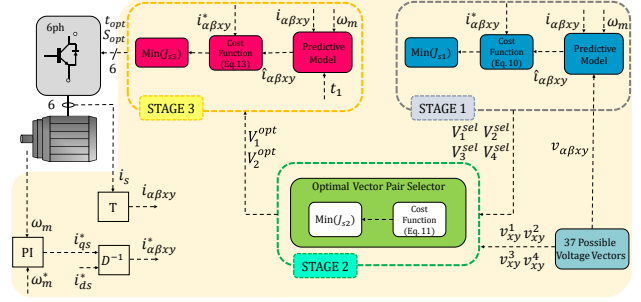 6ph
t_opt
S_opt
6
6
i*_αβxy
i_αβxy
ω_m
Min(J_s3)
Cost
Function
(Eq.13)
Predictive
Model
î_αβxy
t_1
STAGE 3
i*_αβxy
i_αβxy
ω_m
Min(J_s1)
Cost
Function
(Eq.10)
Predictive
Model
î_αβxy
STAGE 1
V_1^opt
V_2^opt
V_1^sel V_2^sel
V_3^sel V_4^sel
v_αβxy
Optimal Vector Pair Selector
Min(J_s2)
Cost
Function
(Eq. 11)
STAGE 2
v_xy^1 v_xy^2
v_xy^3 v_xy^4
37 Possible
Voltage Vectors
i_s
T
i_αβxy
ω_m
PI
i*_qs
D^−1
i*_αβxy
ω*_m
i*_ds